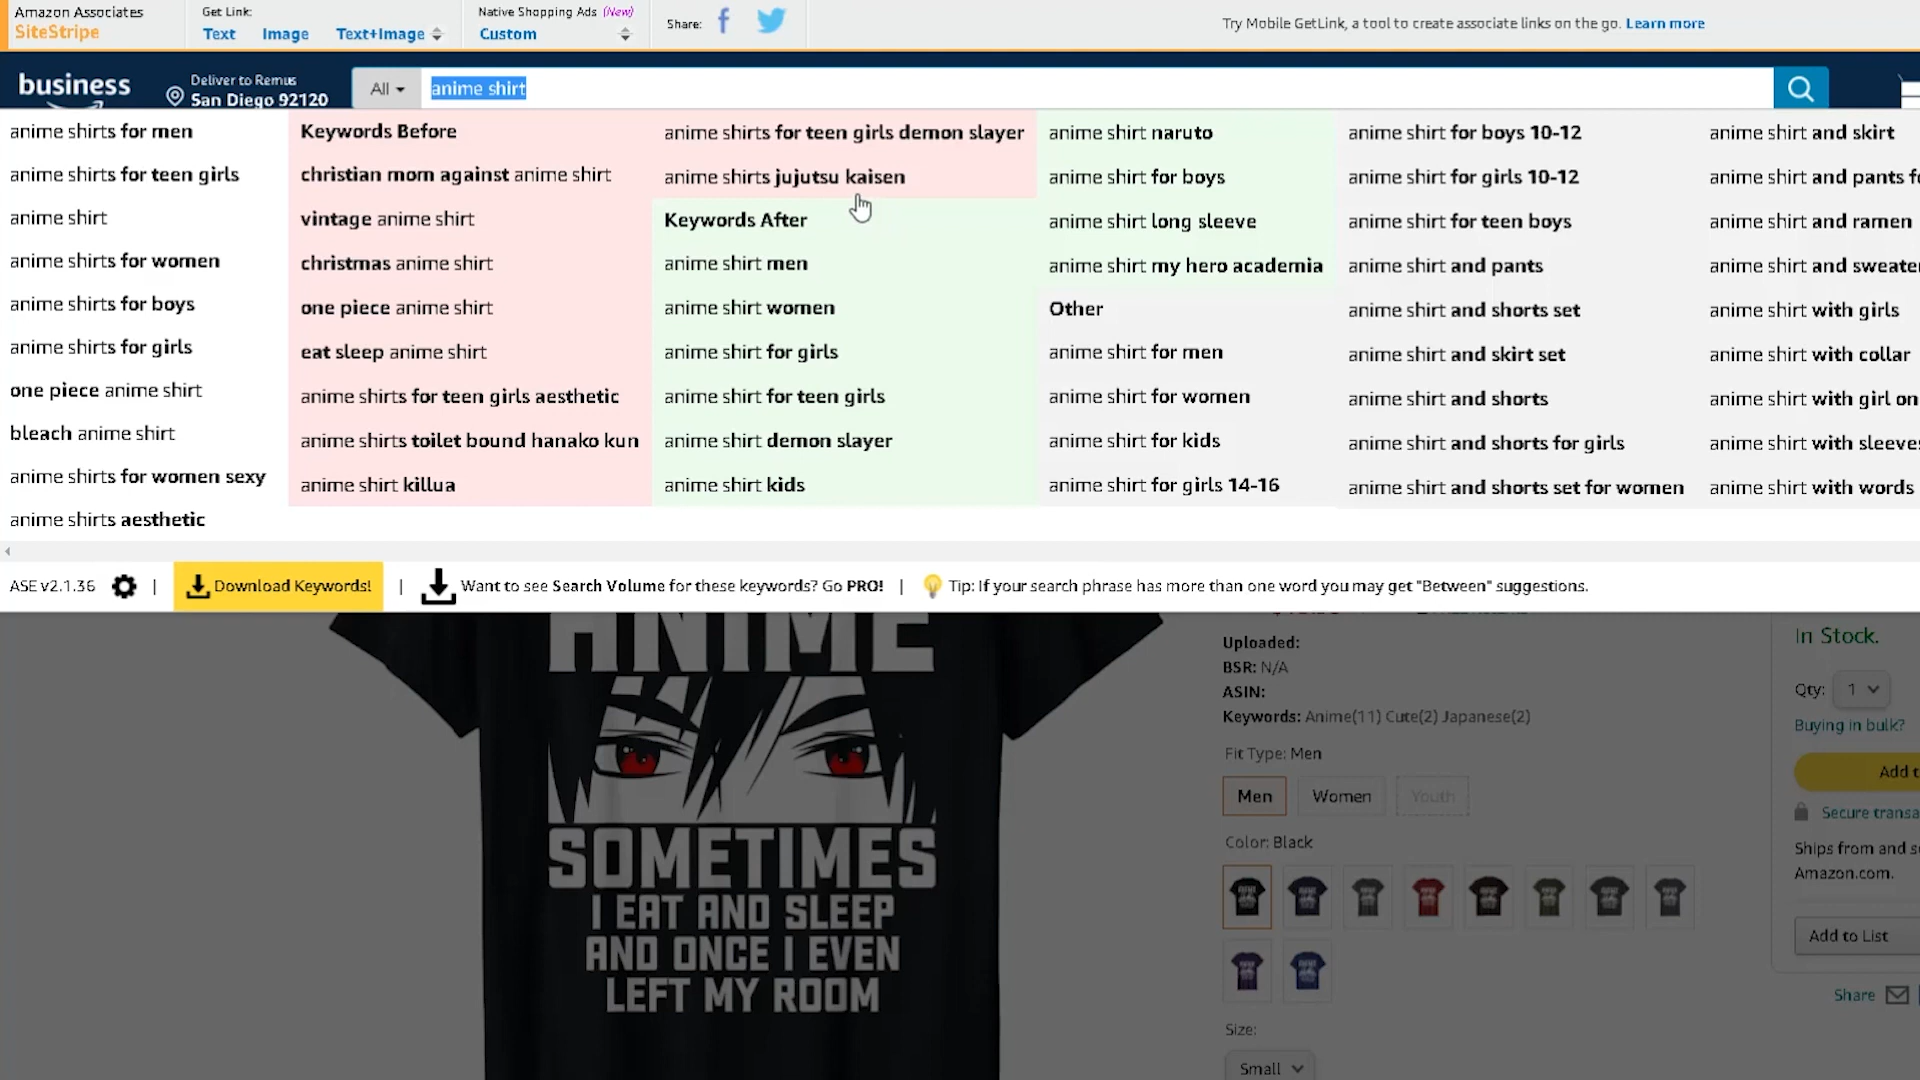 Amazon Associates
SiteStripe
Get Link:
Text Image Text+Image
Native Shopping Ads (New)
Custom
Share:
Try Mobile GetLink, a tool to create associate links on the go. Learn more
business
Deliver to Remus
San Diego 92120
All
anime shirt
anime shirts for men
anime shirts for teen girls
anime shirt
anime shirts for women
anime shirts for boys
anime shirts for girls
one piece anime shirt
bleach anime shirt
anime shirts for women sexy
anime shirts aesthetic
Keywords Before
christian mom against anime shirt
vintage anime shirt
christmas anime shirt
one piece anime shirt
eat sleep anime shirt
anime shirts for teen girls aesthetic
anime shirts toilet bound hanako kun
anime shirt killua
anime shirts for teen girls demon slayer
anime shirts jujutsu kaisen
Keywords After
anime shirt men
anime shirt women
anime shirt for girls
anime shirt for teen girls
anime shirt demon slayer
anime shirt kids
anime shirt naruto
anime shirt for boys
anime shirt long sleeve
anime shirt my hero academia
Other
anime shirt for men
anime shirt for women
anime shirt for kids
anime shirt for girls 14-16
anime shirt for boys 10-12
anime shirt for girls 10-12
anime shirt for teen boys
anime shirt and pants
anime shirt and shorts set
anime shirt and skirt set
anime shirt and shorts
anime shirt and shorts for girls
anime shirt and shorts set for women
anime shirt and skirt
anime shirt and pants
anime shirt and ramen
anime shirt and
anime shirt with girls
anime shirt with collar
anime shirt with girl on
anime shirt with
anime shirt with words
ASE v2.1.36 | Download Keywords! | Want to see Search Volume for these keywords? Go PRO! | Tip: If your search phrase has more than one word you may get "Between" suggestions.
ANIME
SOMETIMES
I EAT AND SLEEP
AND ONCE I EVEN
LEFT MY ROOM
Uploaded:
BSR: N/A
ASIN:
Keywords: Anime(11) Cute(2) Japanese(2)
Fit Type: Men
Men Women Youth
Color: Black
Size:
Small
In Stock.
Qty: 1
Buying in bulk?
Add
Secure
Ships from and
Amazon.com.
Add to List
Share